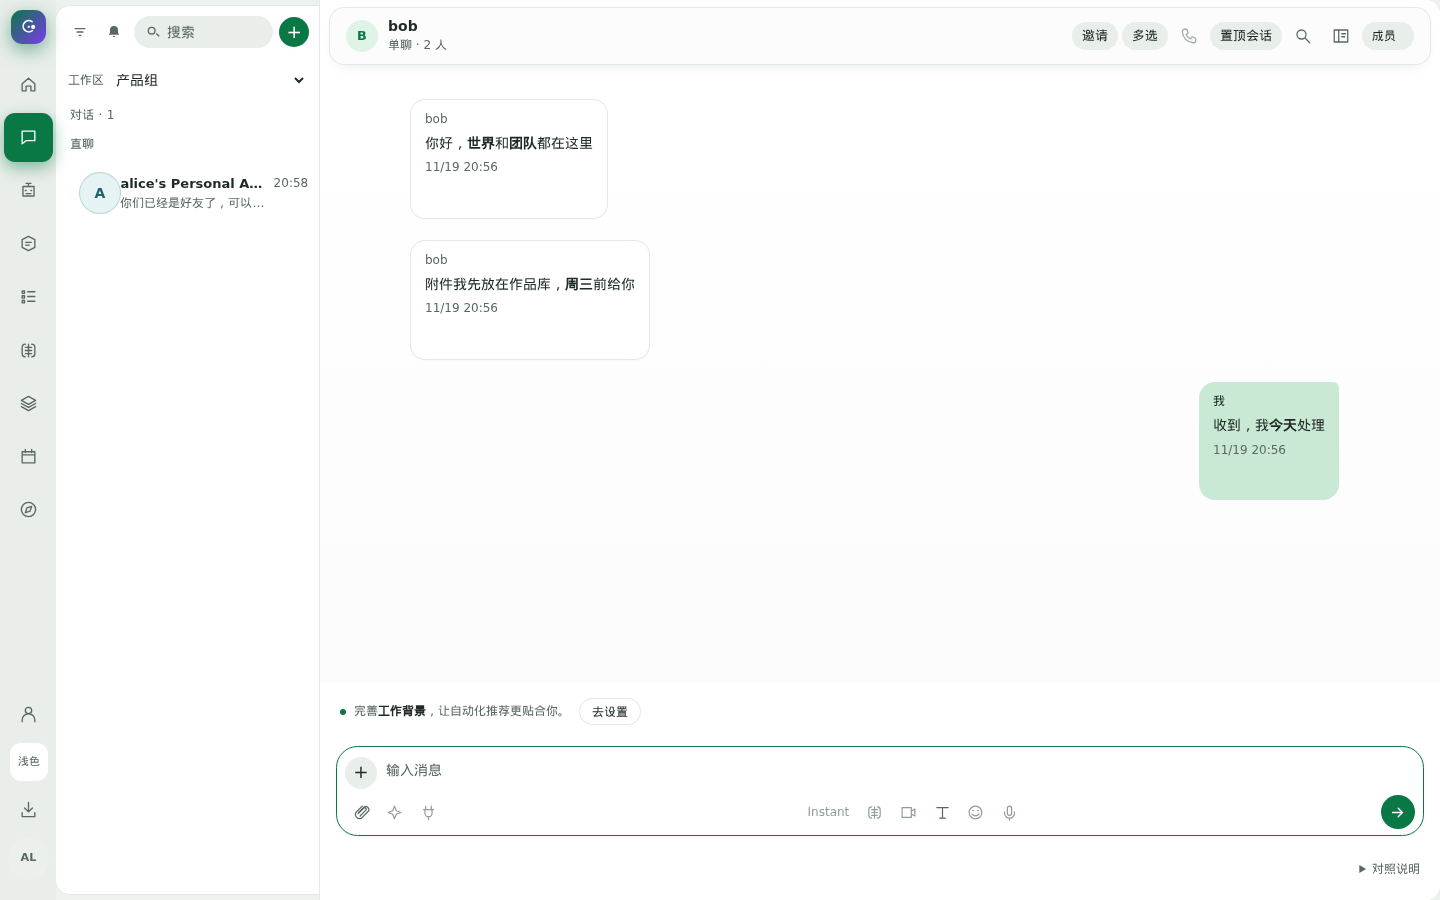 搜索
工作区 产品组
对话 · 1
直聊
A
alice's Personal A… 20:58
你们已经是好友了，可以…
浅色
AL
B
bob
单聊 · 2 人
邀请 多选 置顶会话 成员
bob
你好，世界和团队都在这里
11/19 20:56
bob
附件我先放在作品库，周三前给你
11/19 20:56
我
收到，我今天处理
11/19 20:56
完善工作背景，让自动化推荐更贴合你。 去设置
输入消息
Instant
对照说明